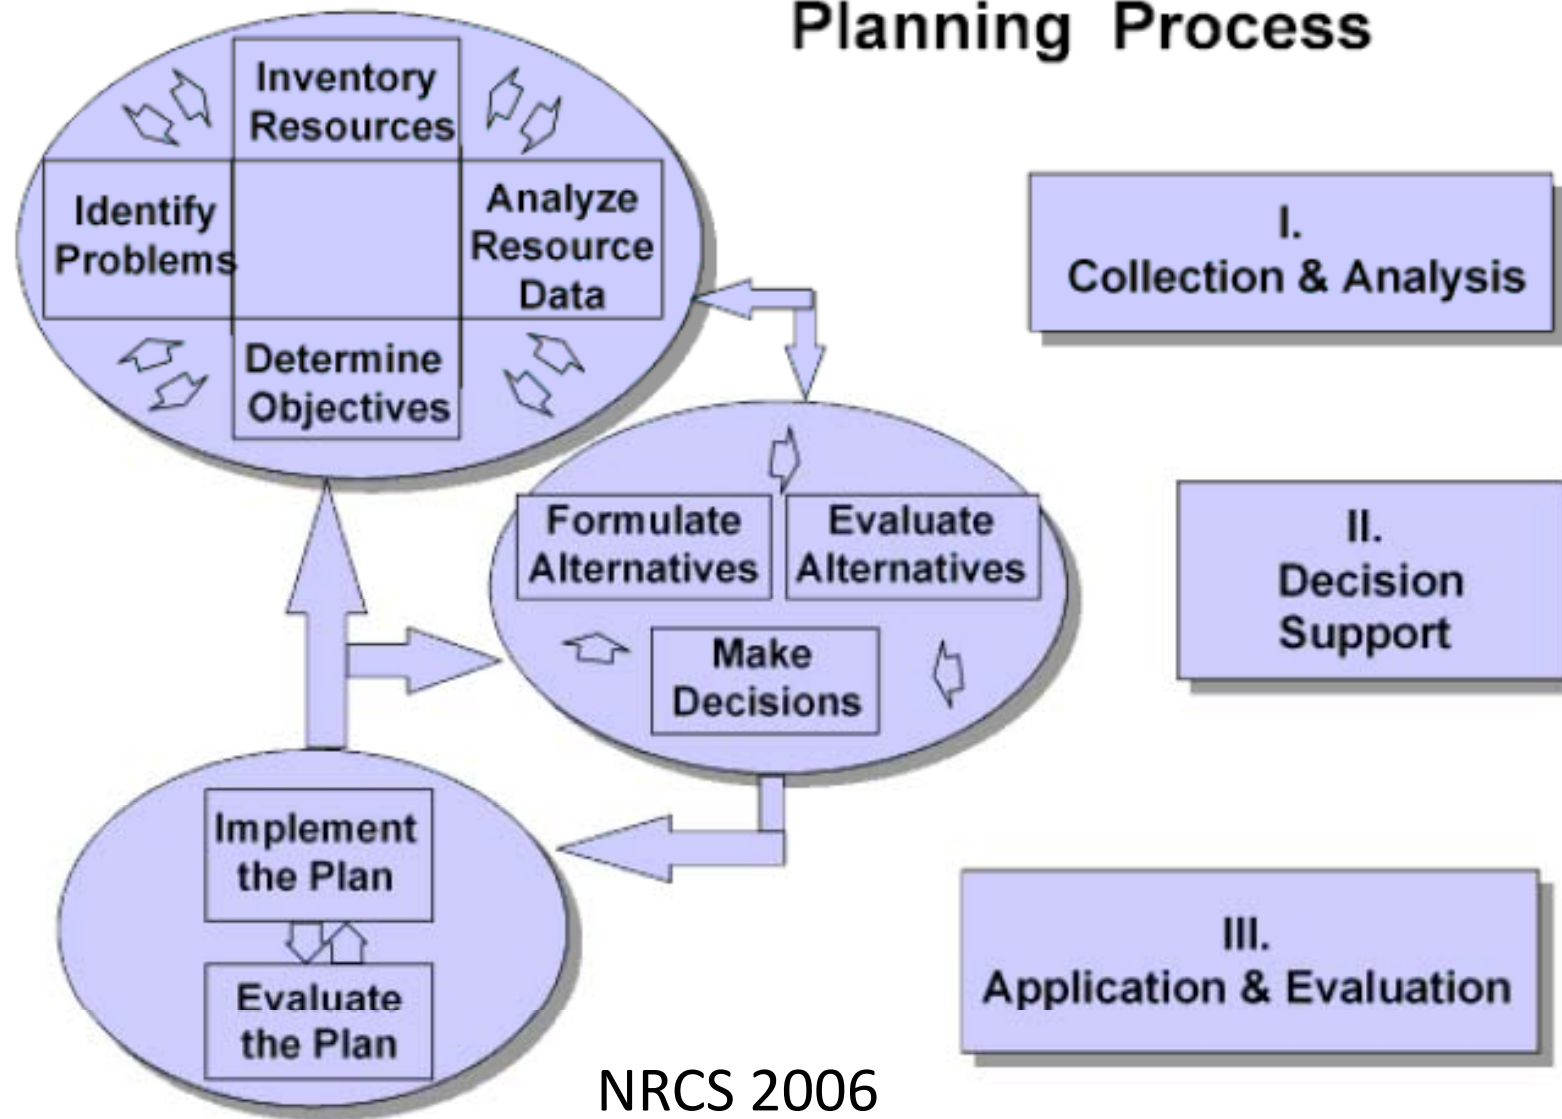 Planning Process
Inventory
Resources
Identify
Problems
Analyze
Resource
Data
Determine
Objectives
I.
Collection & Analysis
Formulate
Alternatives
Evaluate
Alternatives
Make
Decisions
II.
Decision
Support
Implement
the Plan
Evaluate
the Plan
III.
Application & Evaluation
NRCS 2006